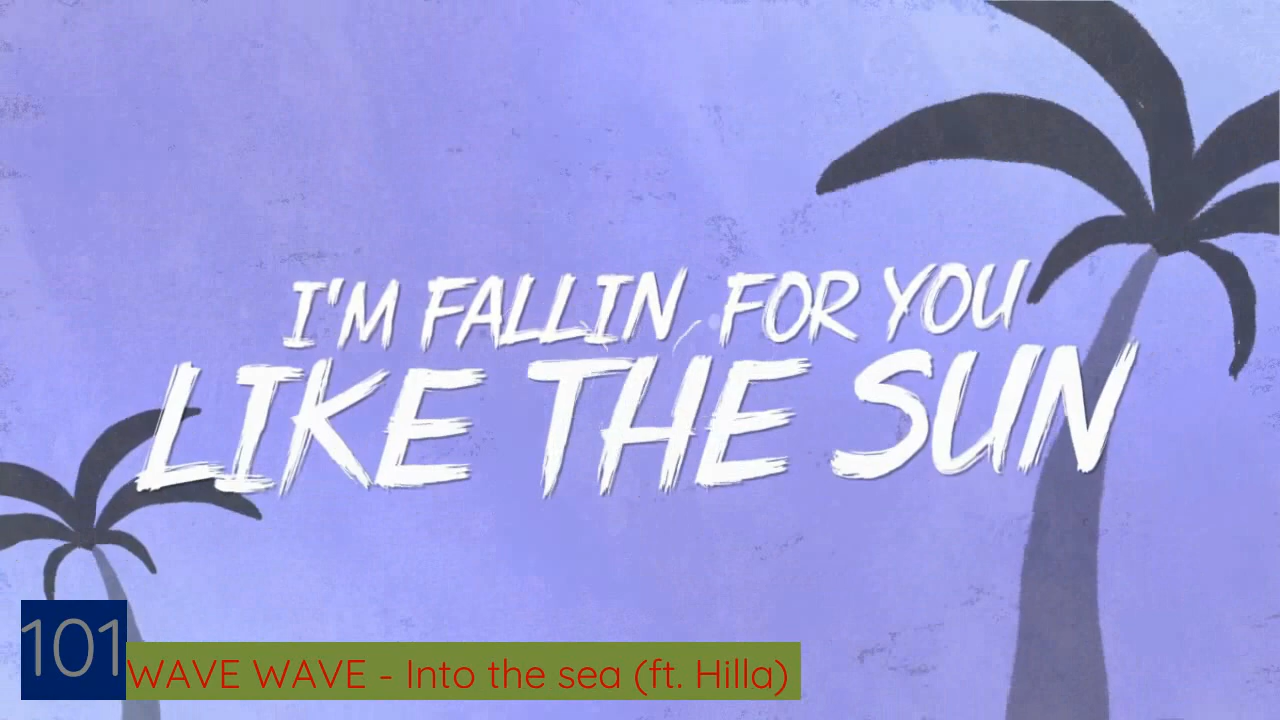 I'M FALLIN FOR YOU
LIKE THE SUN
101
WAVE WAVE - Into the sea (ft. Hilla)